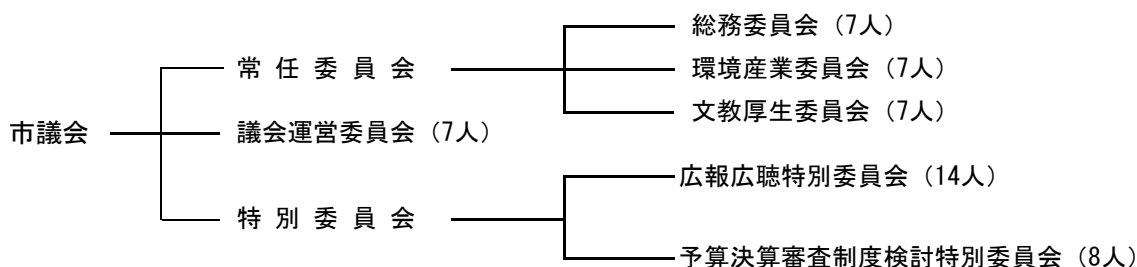 総務委員会（7人）
常任委員会
環境産業委員会（7人）
文教厚生委員会（7人）
市議会
議会運営委員会（7人）
広報広聴特別委員会（14人）
特別委員会
予算決算審査制度検討特別委員会（8人）